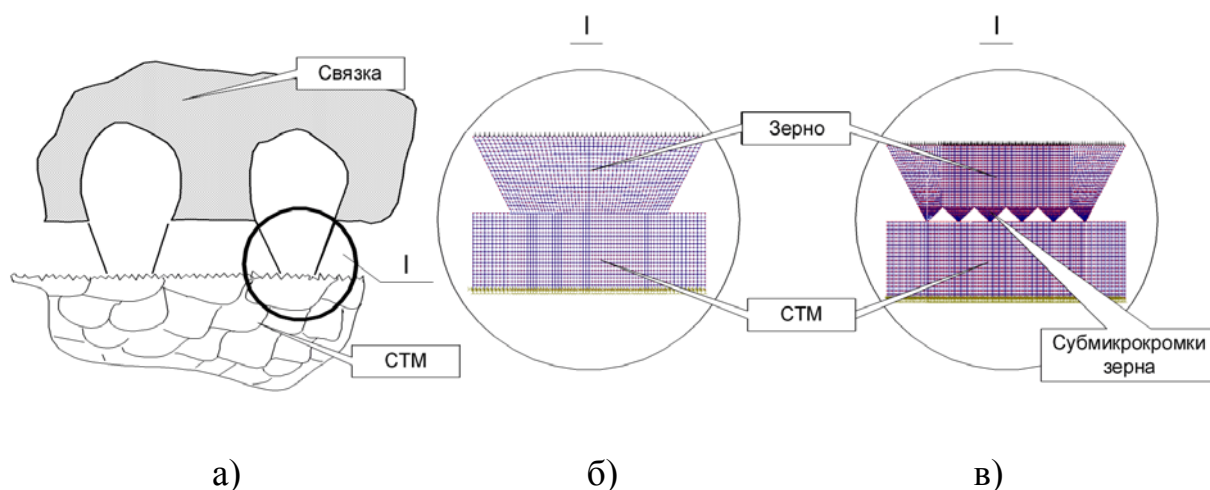 I
I
Связка
Зерно
I
СТМ
СТМ
Субмикрокромки
зерна
а)
б)
в)